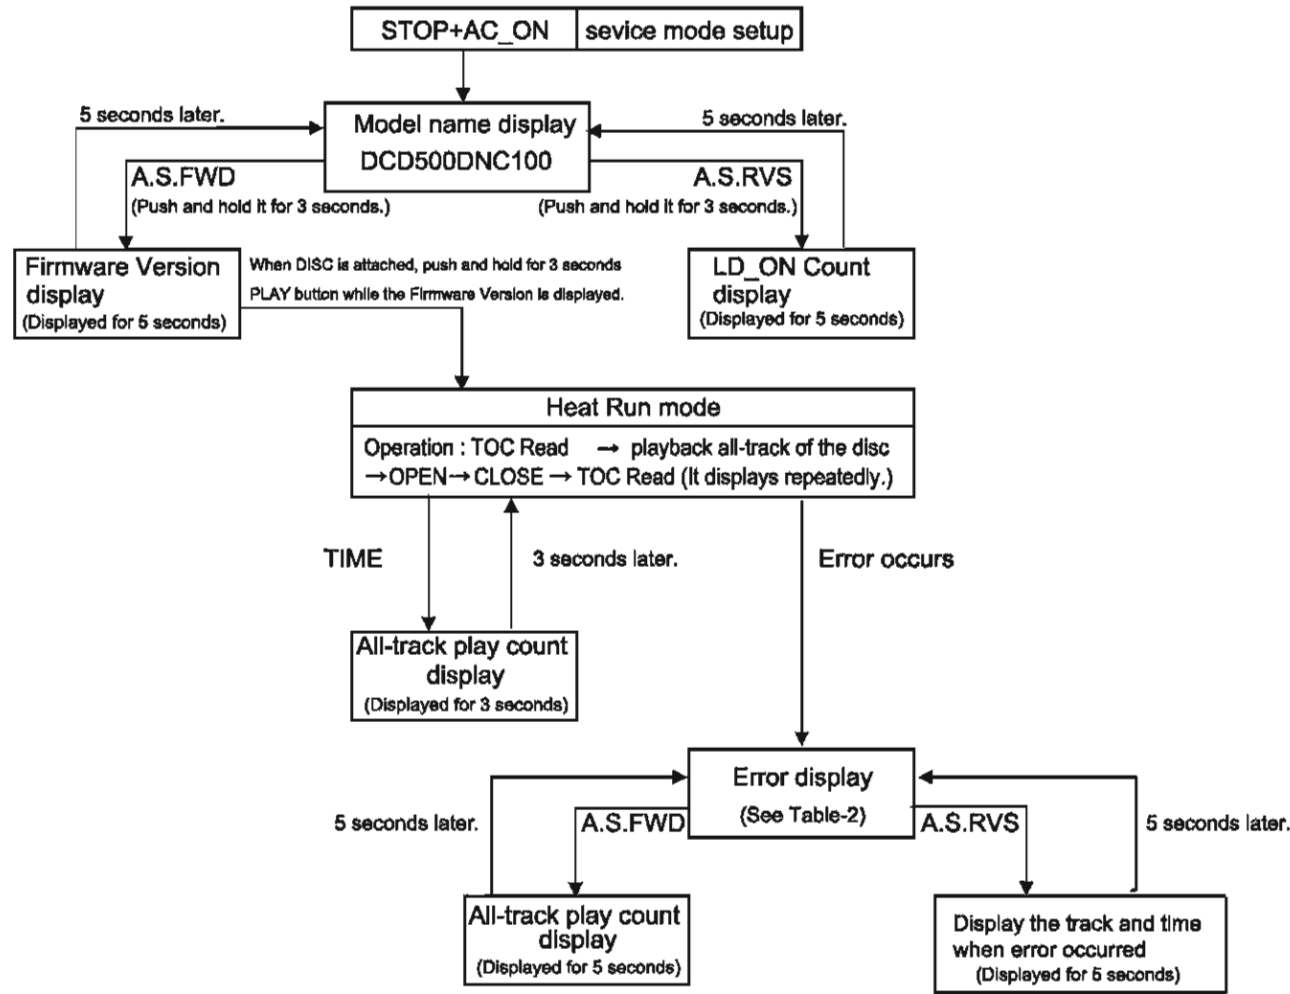 STOP+AC_ON sevice mode setup
5 seconds later.
5 seconds later.
Model name display
DCD500DNC100
A.S.FWD
(Push and hold it for 3 seconds.)
A.S.RVS
(Push and hold it for 3 seconds.)
Firmware Version
display
(Displayed for 5 seconds)
When DISC is attached, push and hold for 3 seconds
PLAY button while the Firmware Version is displayed.
LD_ON Count
display
(Displayed for 5 seconds)
Heat Run mode
Operation : TOC Read → playback all-track of the disc
→OPEN→CLOSE → TOC Read (It displays repeatedly.)
TIME
3 seconds later.
Error occurs
All-track play count
display
(Displayed for 3 seconds)
Error display
(See Table-2)
5 seconds later.
A.S.FWD
A.S.RVS
5 seconds later.
All-track play count
display
(Displayed for 5 seconds)
Display the track and time
when error occurred
(Displayed for 5 seconds)